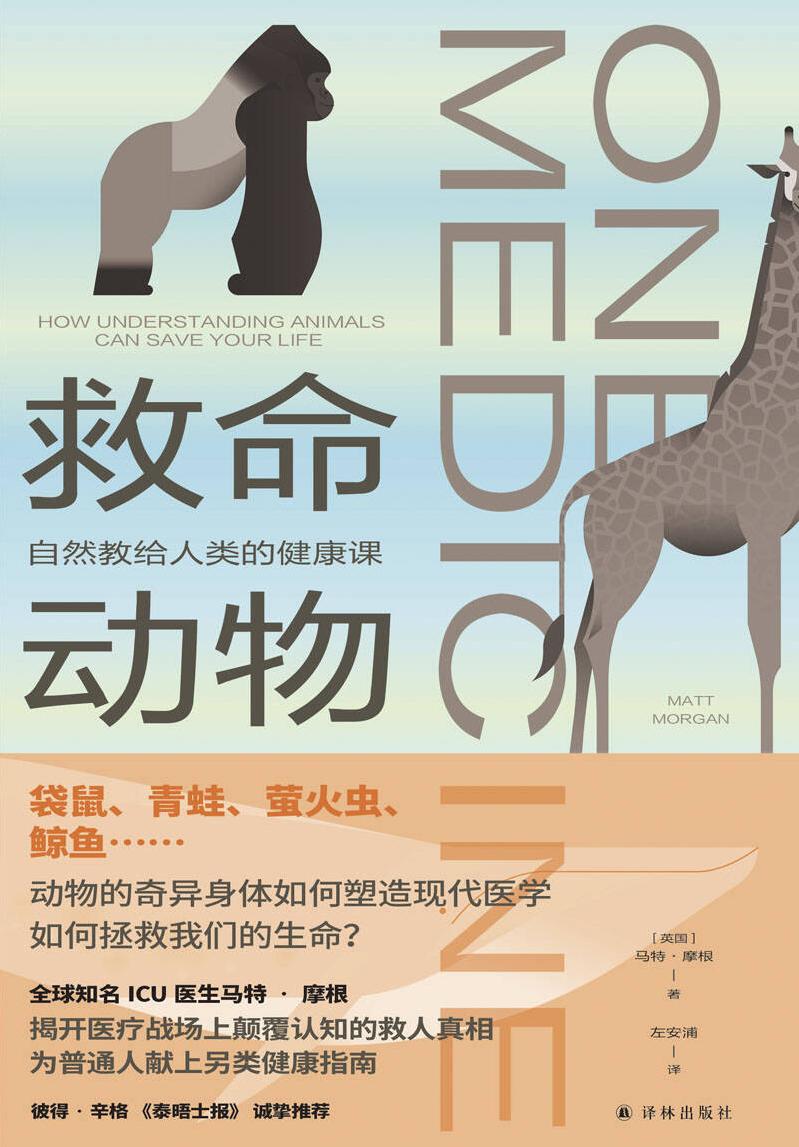 ONE
MEDICINE
HOW UNDERSTANDING ANIMALS
CAN SAVE YOUR LIFE
救命
自然教给人类的健康课
动物
MATT
MORGAN
袋鼠、青蛙、萤火虫、
鲸鱼……
动物的奇异身体如何塑造现代医学
如何拯救我们的生命？
全球知名 ICU 医生马特 · 摩根
揭开医疗战场上颠覆认知的救人真相
为普通人献上另类健康指南
彼得 · 辛格 《泰晤士报》 诚挚推荐
［英国］
马特 · 摩根
著
左安浦
译
译林出版社